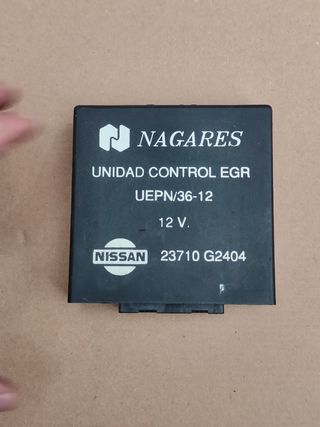 NAGARES
UNIDAD CONTROL EGR
UEPN/36-12
12 V.
NISSAN 23710 G2404